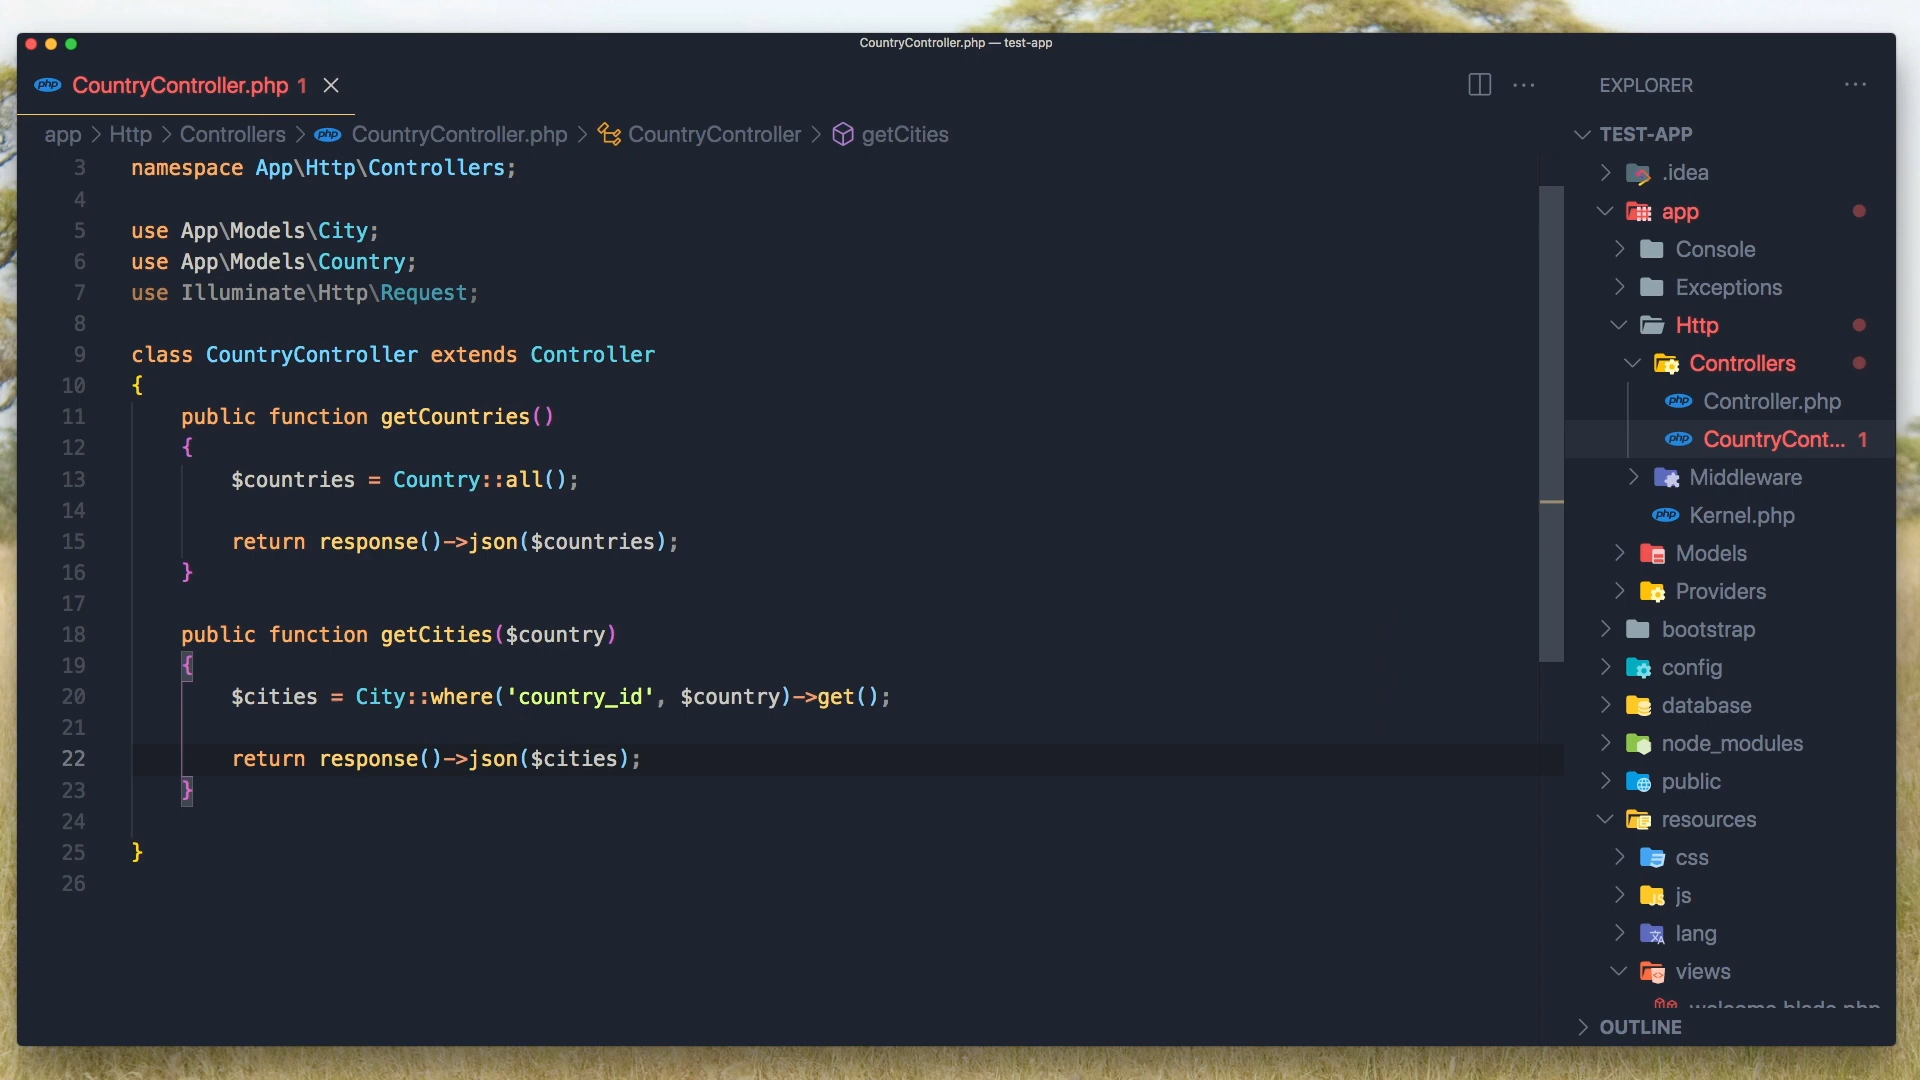 CountryController.php — test-app
php CountryController.php 1
app > Http > Controllers > php CountryController.php > CountryController > getCities
3 namespace App\Http\Controllers;
4
5 use App\Models\City;
6 use App\Models\Country;
7 use Illuminate\Http\Request;
8
9 class CountryController extends Controller
10 {
11 public function getCountries()
12 {
13 $countries = Country::all();
14
15 return response()->json($countries);
16 }
17
18 public function getCities($country)
19 {
20 $cities = City::where('country_id', $country)->get();
21
22 return response()->json($cities);
23 }
24
25 }
26
EXPLORER
TEST-APP
.idea
app
Console
Exceptions
Http
Controllers
php Controller.php
php CountryCont... 1
Middleware
php Kernel.php
Models
Providers
bootstrap
config
database
node_modules
public
resources
css
JS js
lang
views
welcome.blade.php
OUTLINE